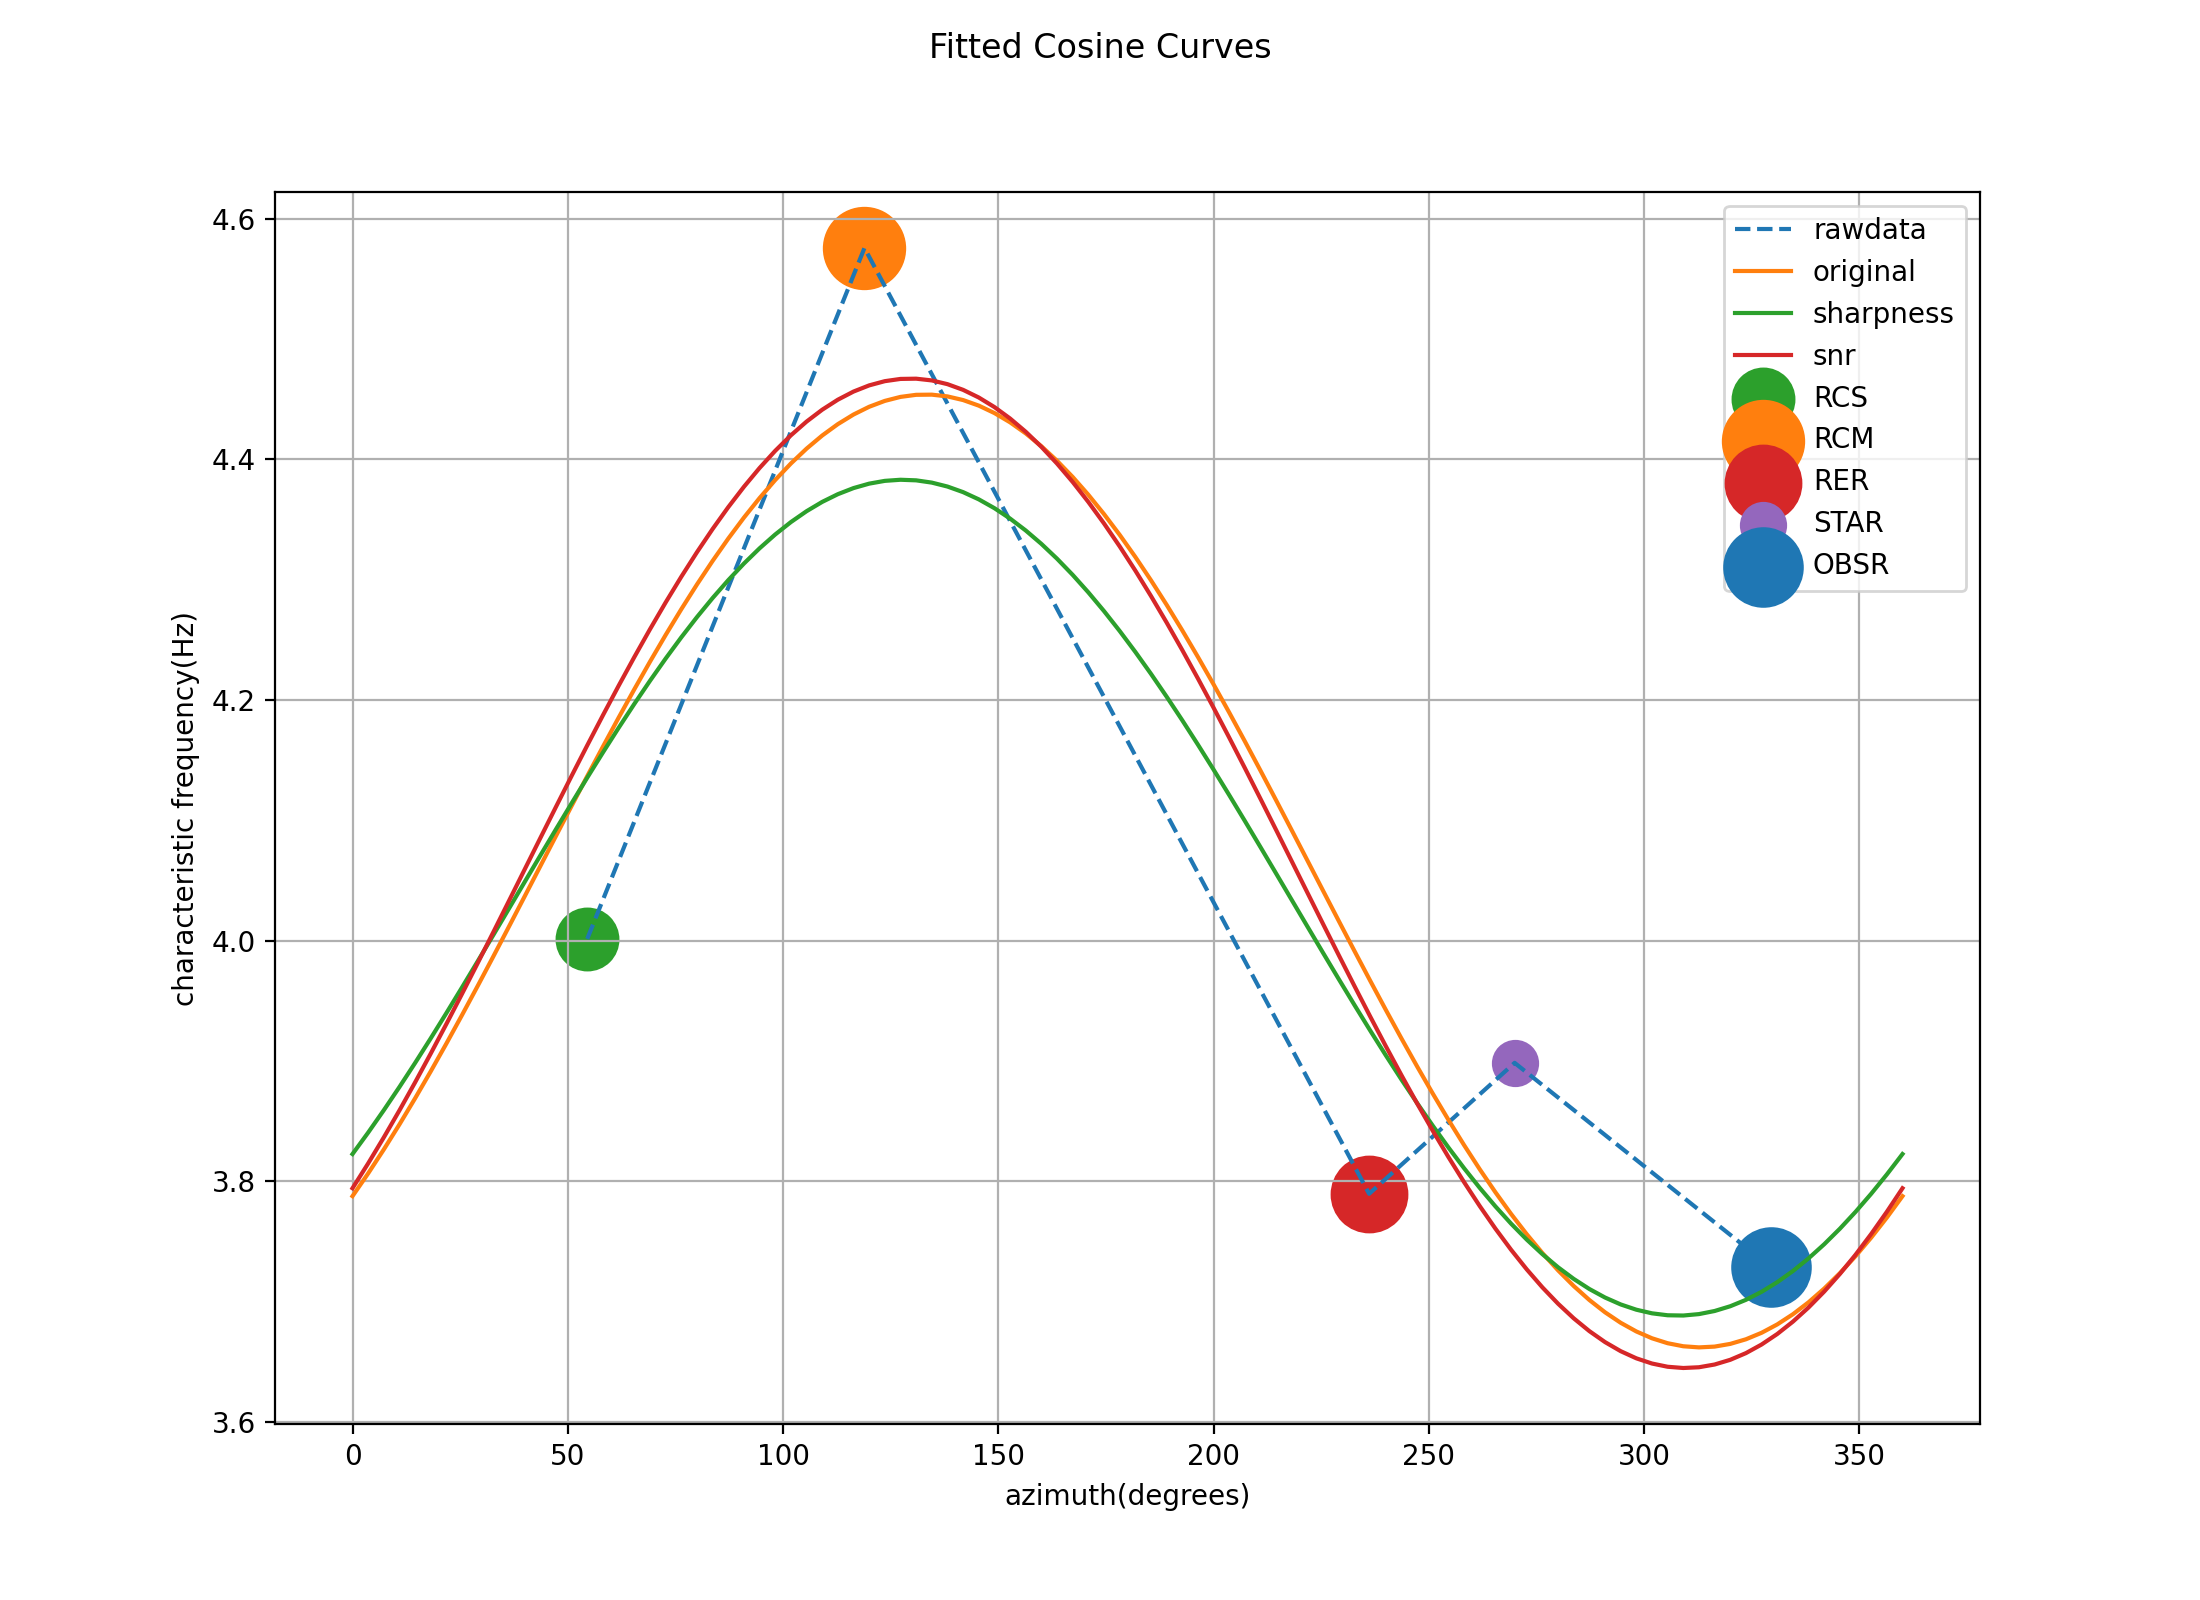 Fitted Cosine Curves
rawdata
original
sharpness
snr
RCS
RCM
RER
STAR
OBSR
characteristic frequency(Hz)
4.6
4.4
4.2
4.0
3.8
3.6
0 50 100 150 200 250 300 350
azimuth(degrees)